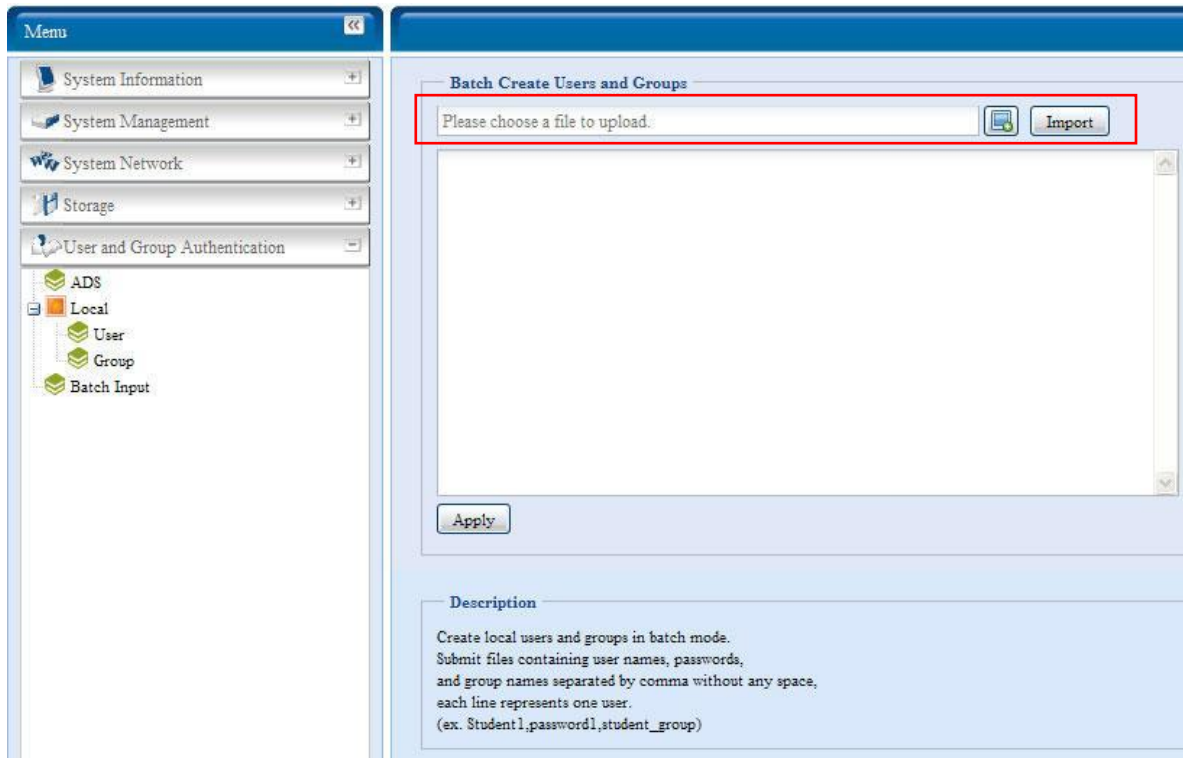 Menu
System Information
System Management
System Network
Storage
User and Group Authentication
ADS
Local
User
Group
Batch Input
Batch Create Users and Groups
Please choose a file to upload.
Import
Apply
Description
Create local users and groups in batch mode.
Submit files containing user names, passwords,
and group names separated by comma without any space,
each line represents one user.
(ex. Student1,password1,student_group)